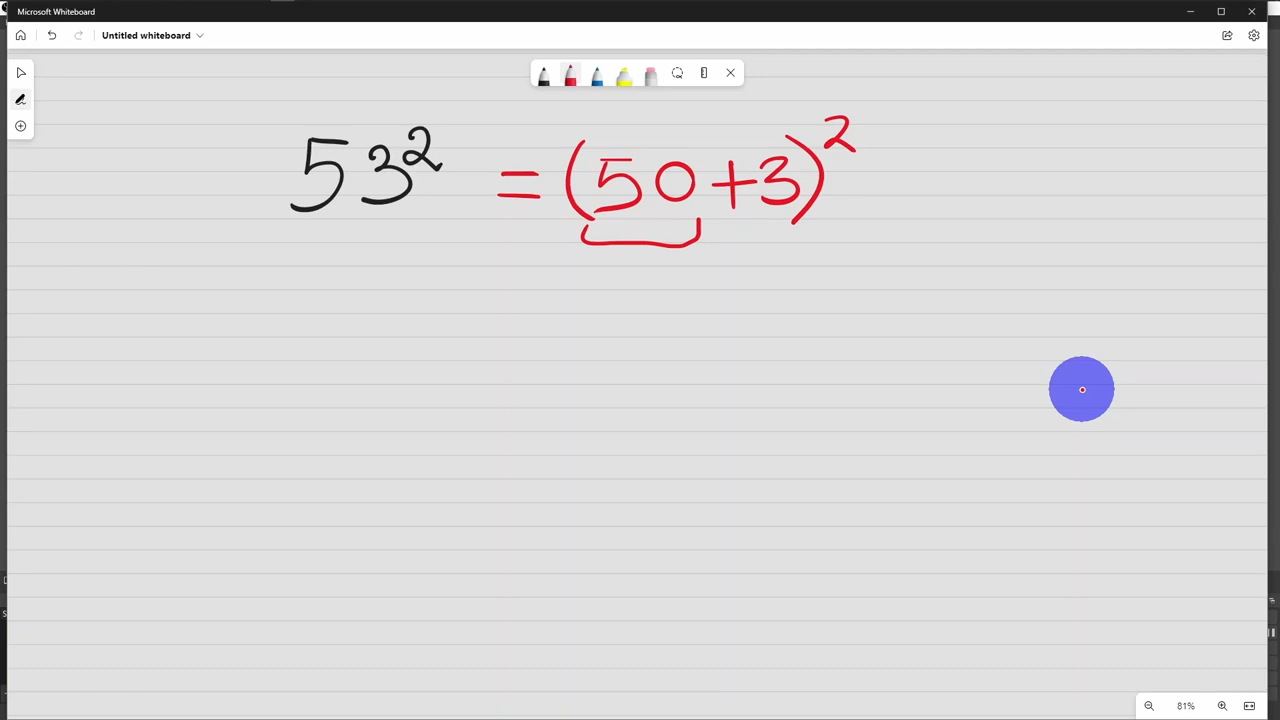 Microsoft Whiteboard
Untitled whiteboard
53² = (50+3)²
81%